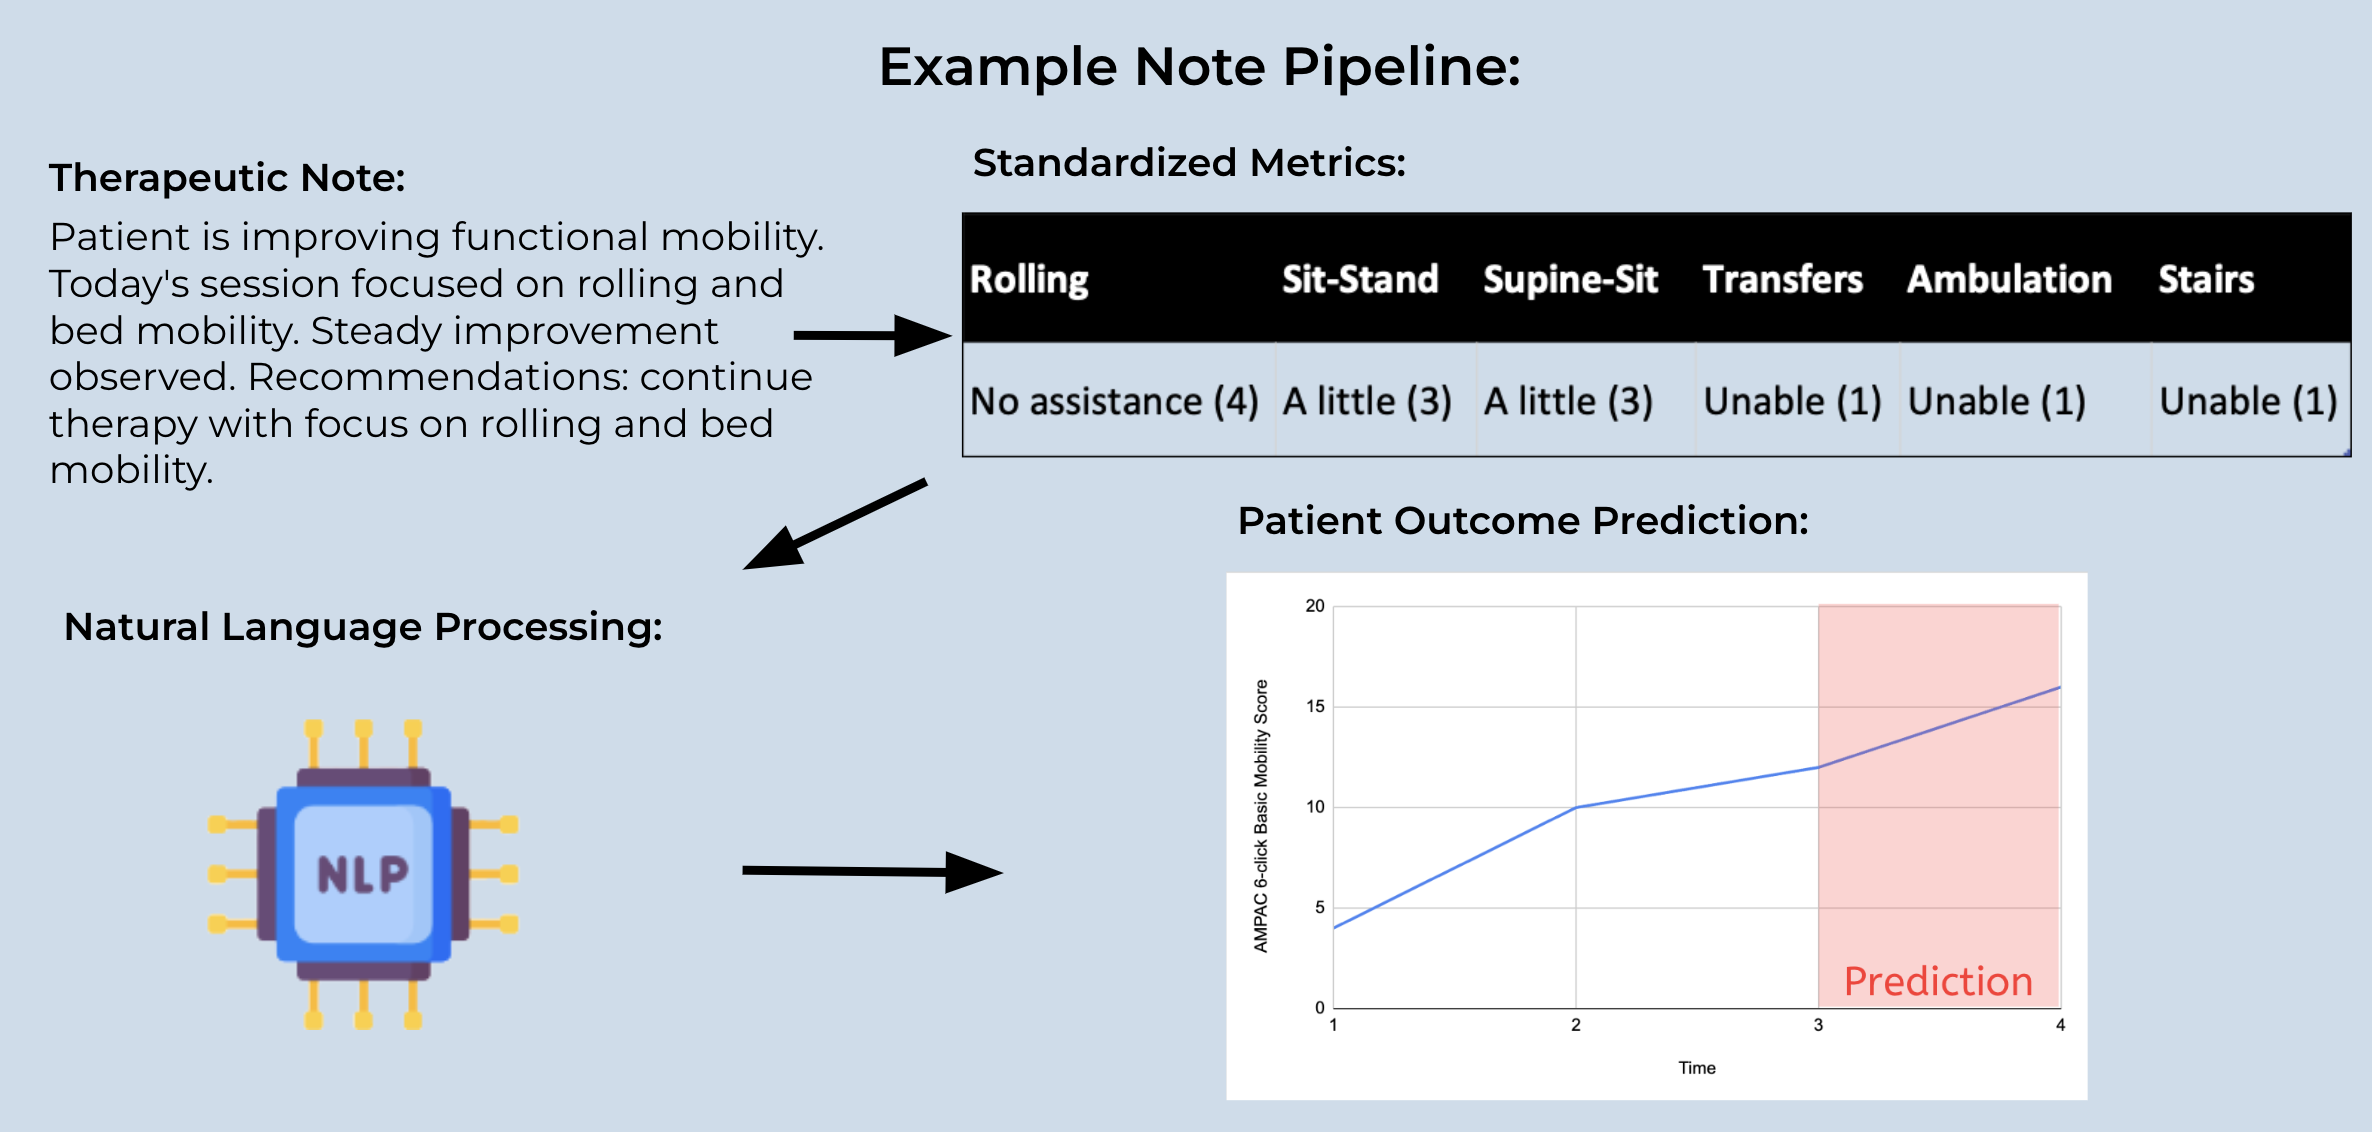 Example Note Pipeline:
Therapeutic Note:
Patient is improving functional mobility.
Today's session focused on rolling and
bed mobility. Steady improvement
observed. Recommendations: continue
therapy with focus on rolling and bed
mobility.
Standardized Metrics:
Rolling Sit-Stand Supine-Sit Transfers Ambulation Stairs
No assistance (4) A little (3) A little (3) Unable (1) Unable (1) Unable (1)
Natural Language Processing:
NLP
Patient Outcome Prediction:
AMPAC 6-click Basic Mobility Score
20
15
10
5
0
Prediction
1 2 3 4
Time